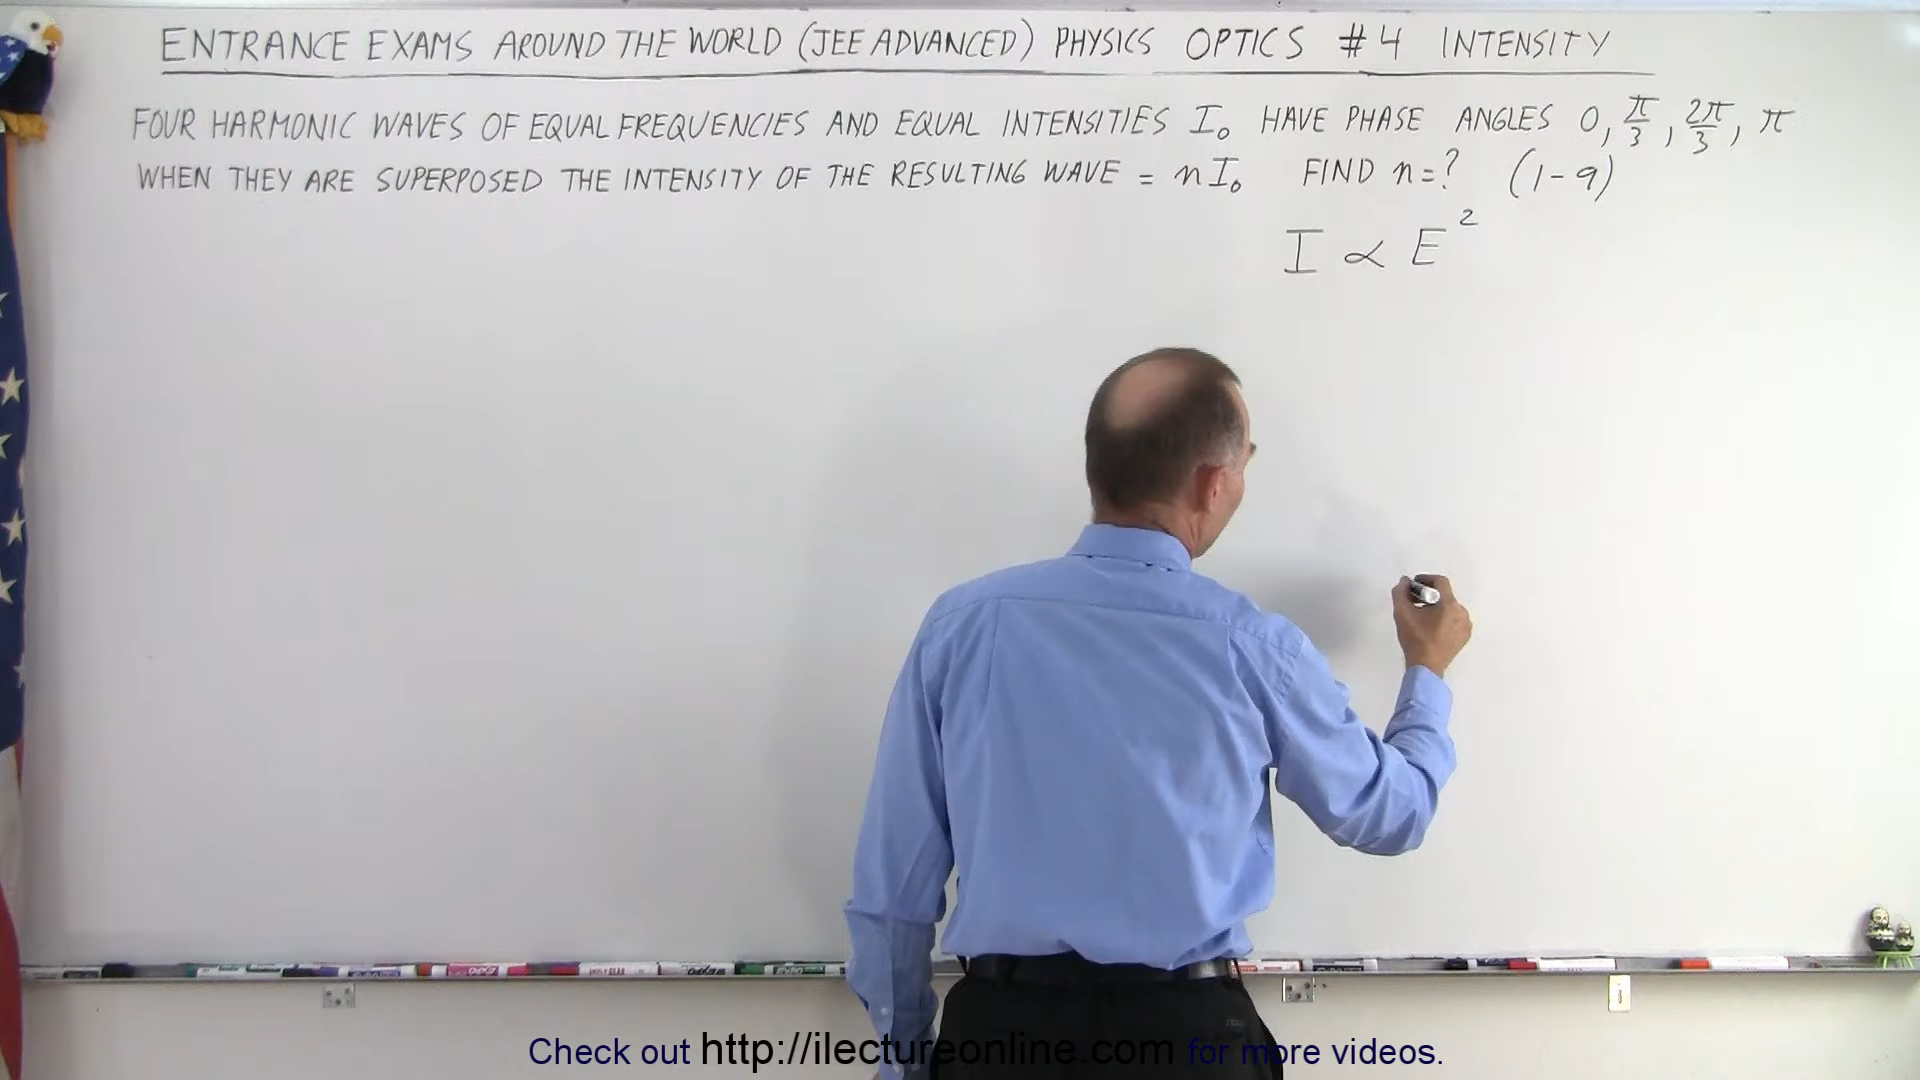 ENTRANCE EXAMS AROUND THE WORLD (JEE ADVANCED) PHYSICS OPTICS #4 INTENSITY
FOUR HARMONIC WAVES OF EQUAL FREQUENCIES AND EQUAL INTENSITIES I₀ HAVE PHASE ANGLES 0, π/3, 2π/3, π
WHEN THEY ARE SUPERPOSED THE INTENSITY OF THE RESULTING WAVE = nI₀ FIND n=? (1-9)
I ∝ E²
Check out http://ilectureonline.com for more videos.